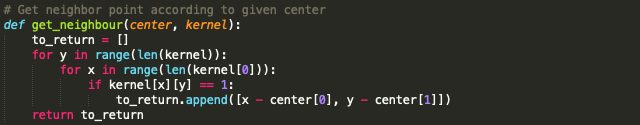 # Get neighbor point according to given center
def get_neighbour(center, kernel):
    to_return = []
    for y in range(len(kernel)):
        for x in range(len(kernel[0])):
            if kernel[x][y] == 1:
                to_return.append([x - center[0], y - center[1]])
    return to_return